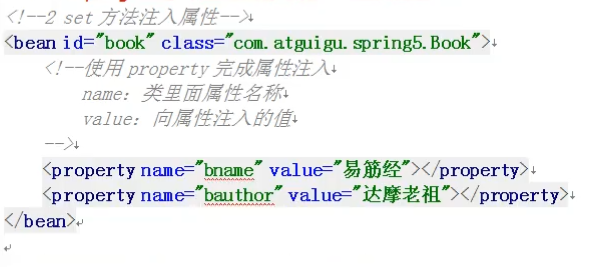 <!--2 set 方法注入属性-->
<bean id="book" class="com.atguigu.spring5.Book">
<!--使用 property 完成属性注入
name：类里面属性名称
value：向属性注入的值
-->
<property name="bname" value="易筋经"></property>
<property name="bauthor" value="达摩老祖"></property>
</bean>